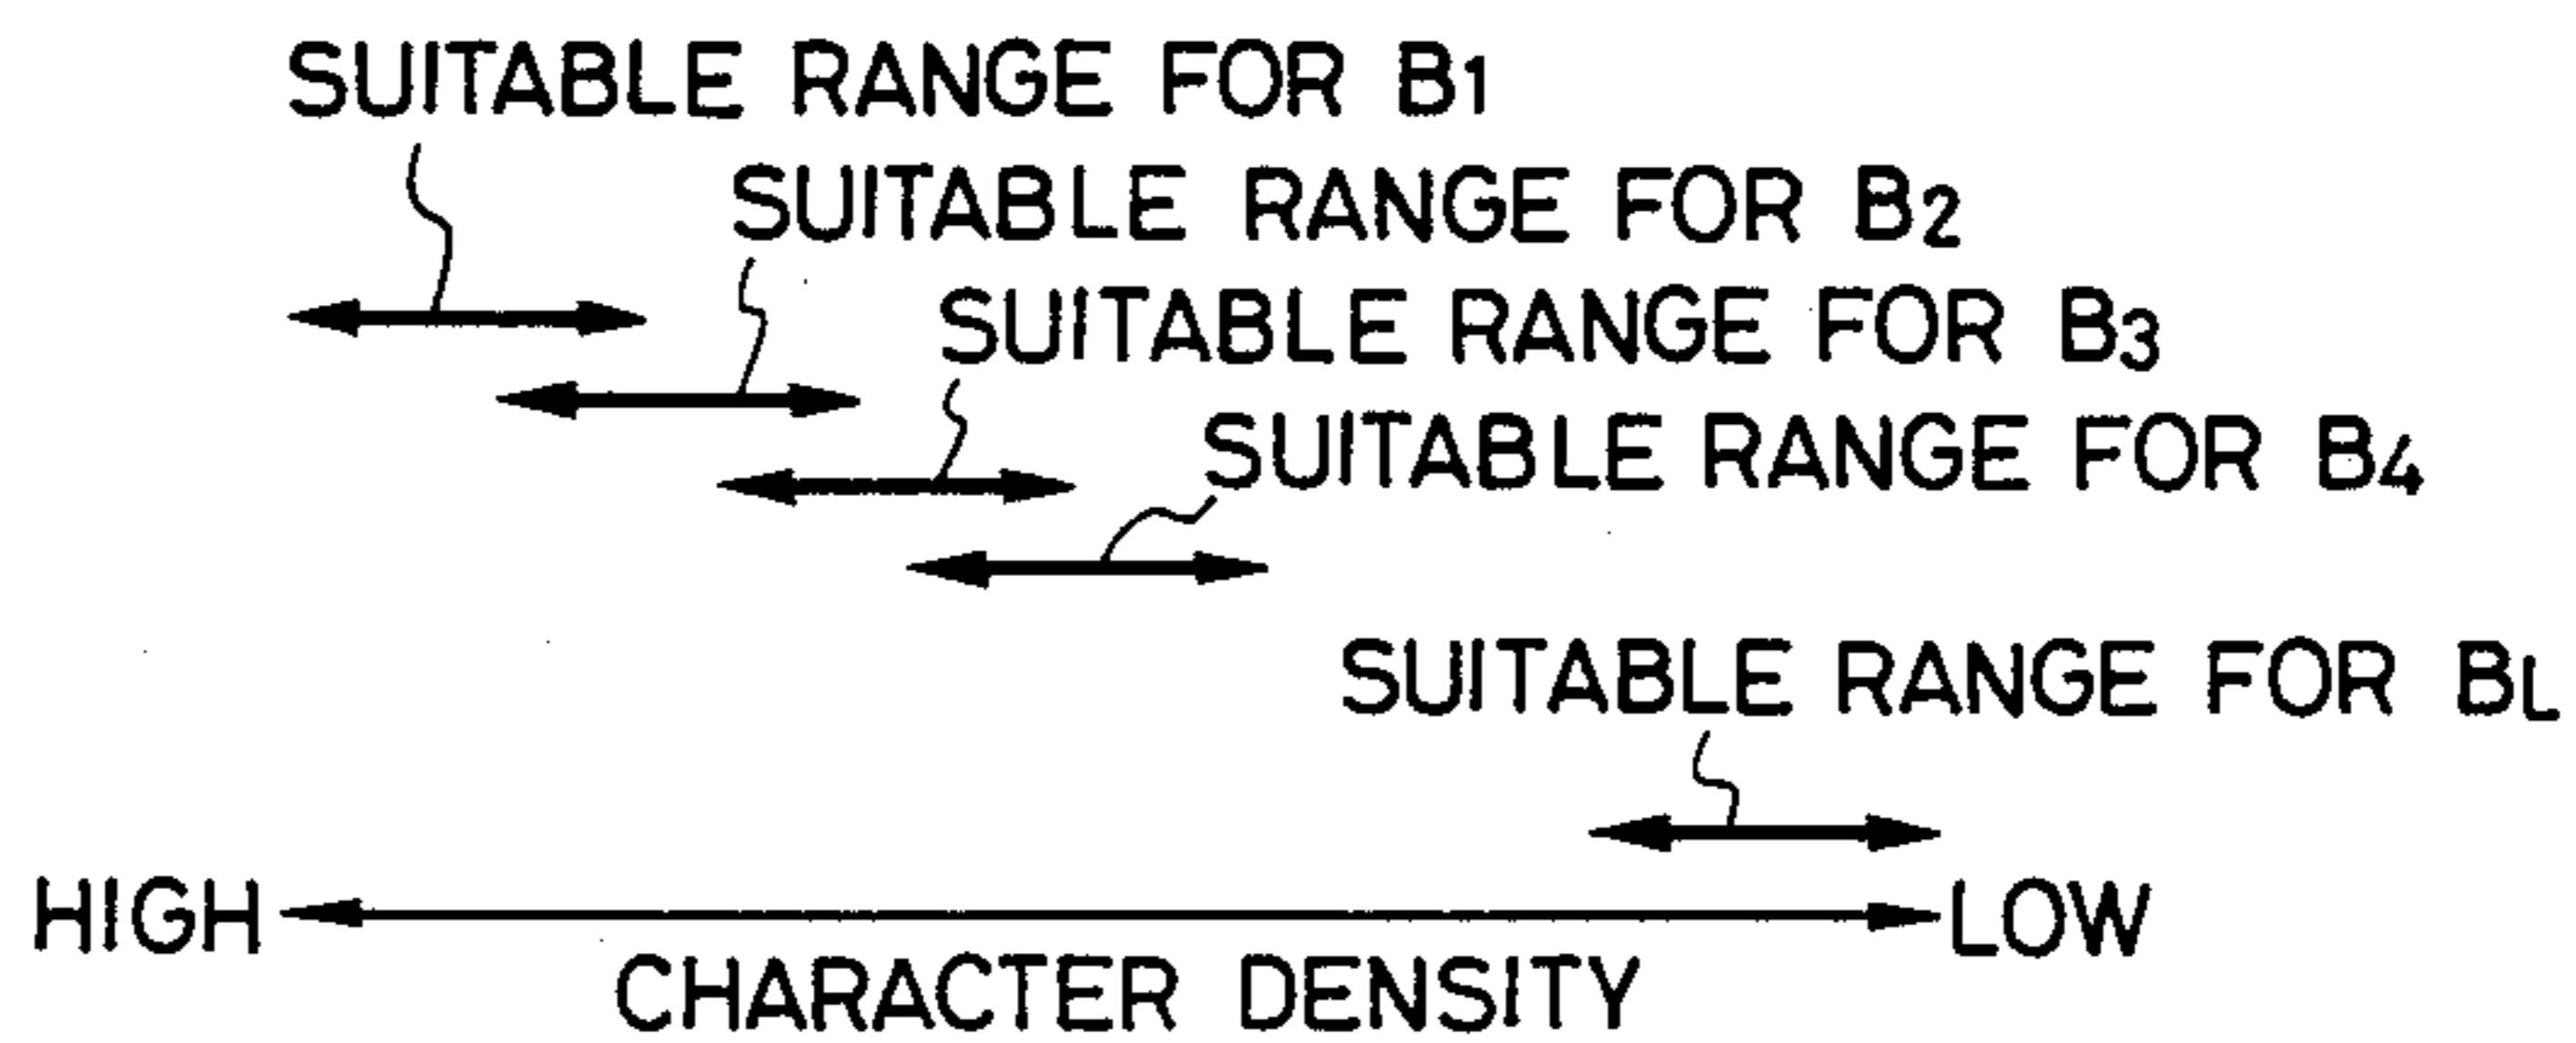 SUITABLE RANGE FOR B1
SUITABLE RANGE FOR B2
SUITABLE RANGE FOR B3
SUITABLE RANGE FOR B4
SUITABLE RANGE FOR BL
HIGH LOW
CHARACTER DENSITY